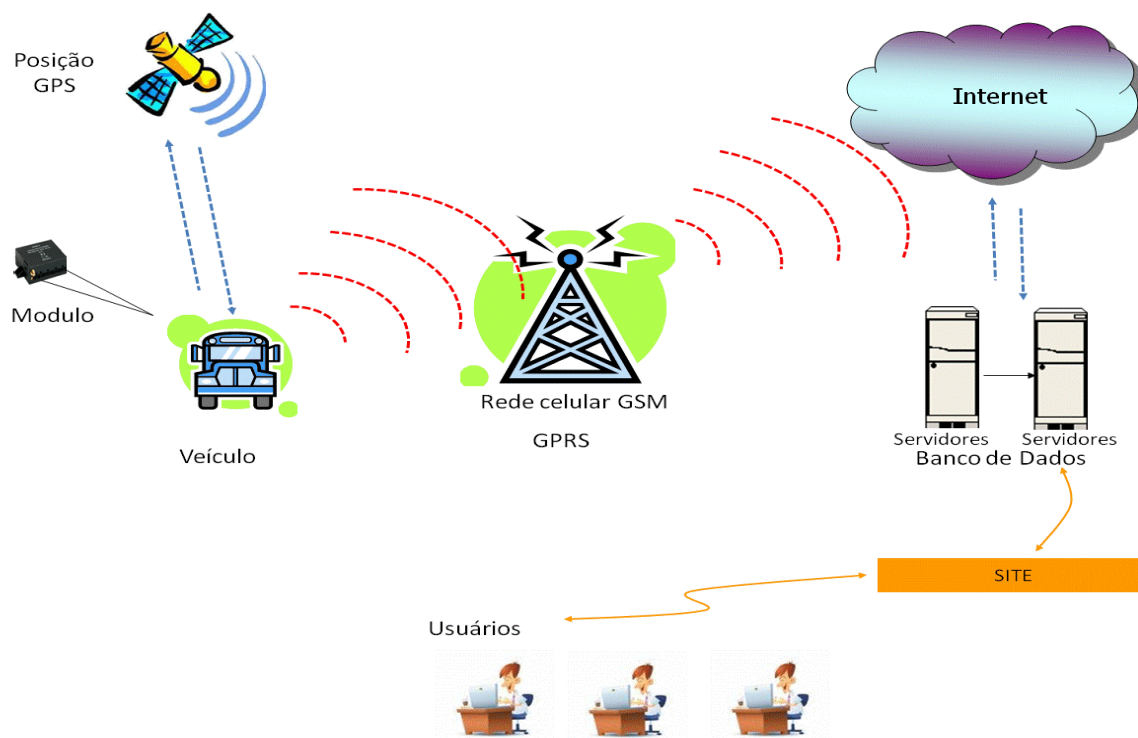 Posição
GPS
Internet
Modulo
Rede celular GSM
GPRS
Veículo
Servidores
Servidores
Banco de Dados
SITE
Usuários